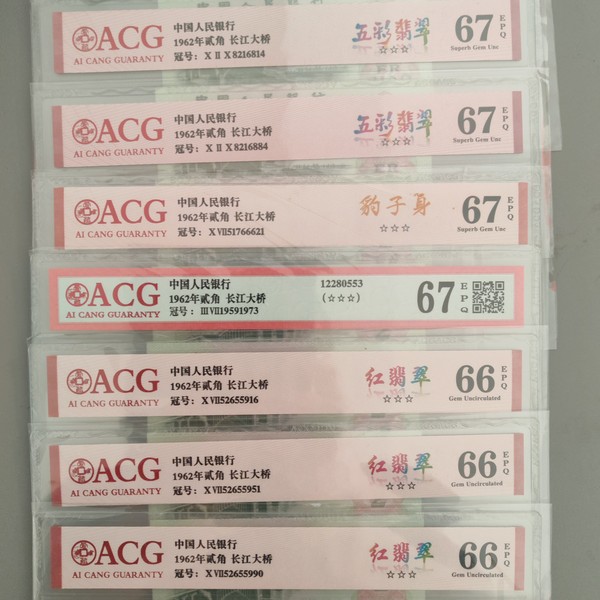 ACG
AI CANG GUARANTY
中国人民银行
1962年贰角 长江大桥
冠号: X II X8216814
五彩翡翠
☆☆☆
67 EPQ
Superb Gem Unc
ACG
AI CANG GUARANTY
中国人民银行
1962年贰角 长江大桥
冠号: X II X8216884
五彩翡翠
☆☆☆
67 EPQ
Superb Gem Unc
ACG
AI CANG GUARANTY
中国人民银行
1962年贰角 长江大桥
冠号: X VII51766621
豹子身
☆☆☆
67 EPQ
Superb Gem Unc
ACG
AI CANG GUARANTY
中国人民银行
1962年贰角 长江大桥
冠号: III VII19591973
12280553
(☆☆☆)
67 EPQ
ACG
AI CANG GUARANTY
中国人民银行
1962年贰角 长江大桥
冠号: X VII52655916
红翡翠
☆☆☆
66 EPQ
Gem Uncirculated
ACG
AI CANG GUARANTY
中国人民银行
1962年贰角 长江大桥
冠号: X VII52655951
红翡翠
☆☆☆
66 EPQ
Gem Uncirculated
ACG
AI CANG GUARANTY
中国人民银行
1962年贰角 长江大桥
冠号: X VII52655990
红翡翠
☆☆☆
66 EPQ
Gem Uncirculated